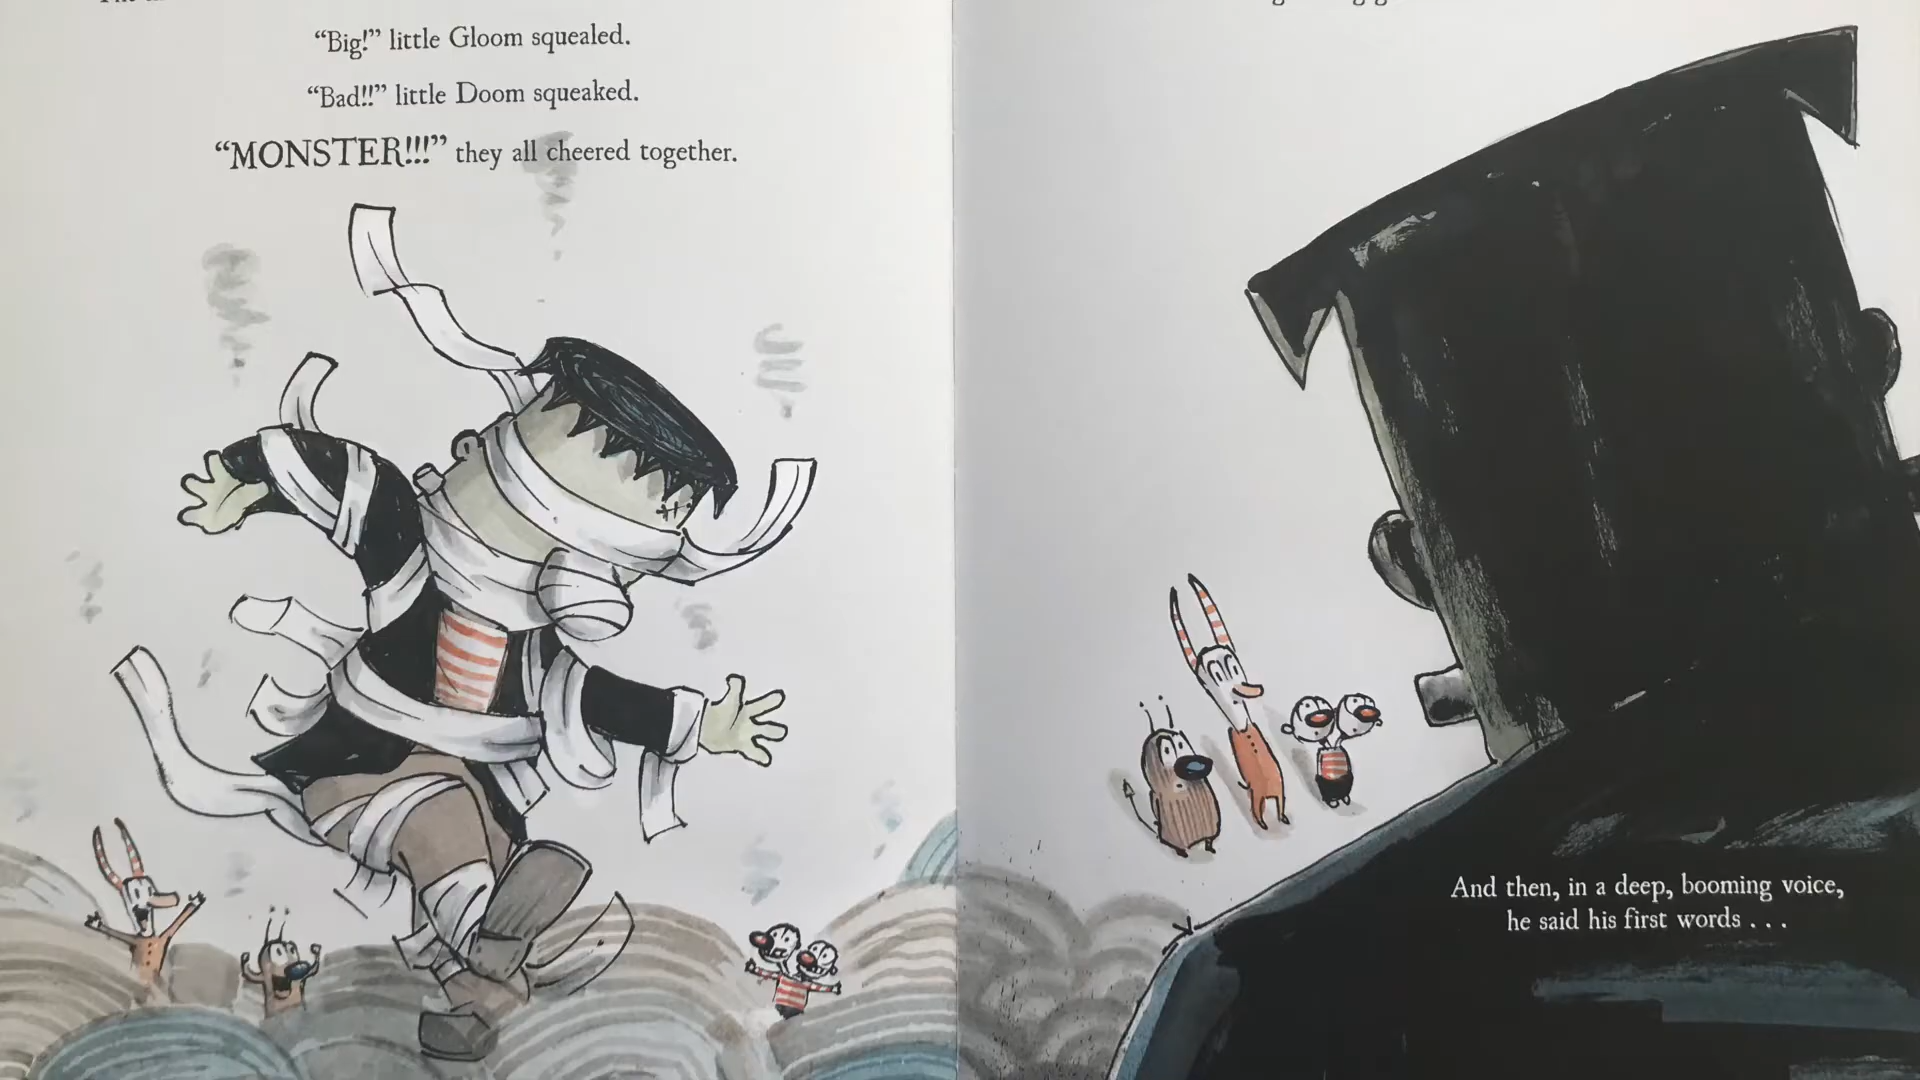 “Big!” little Gloom squealed.
“Bad!!” little Doom squeaked.
“MONSTER!!!” they all cheered together.
And then, in a deep, booming voice,
he said his first words . . .